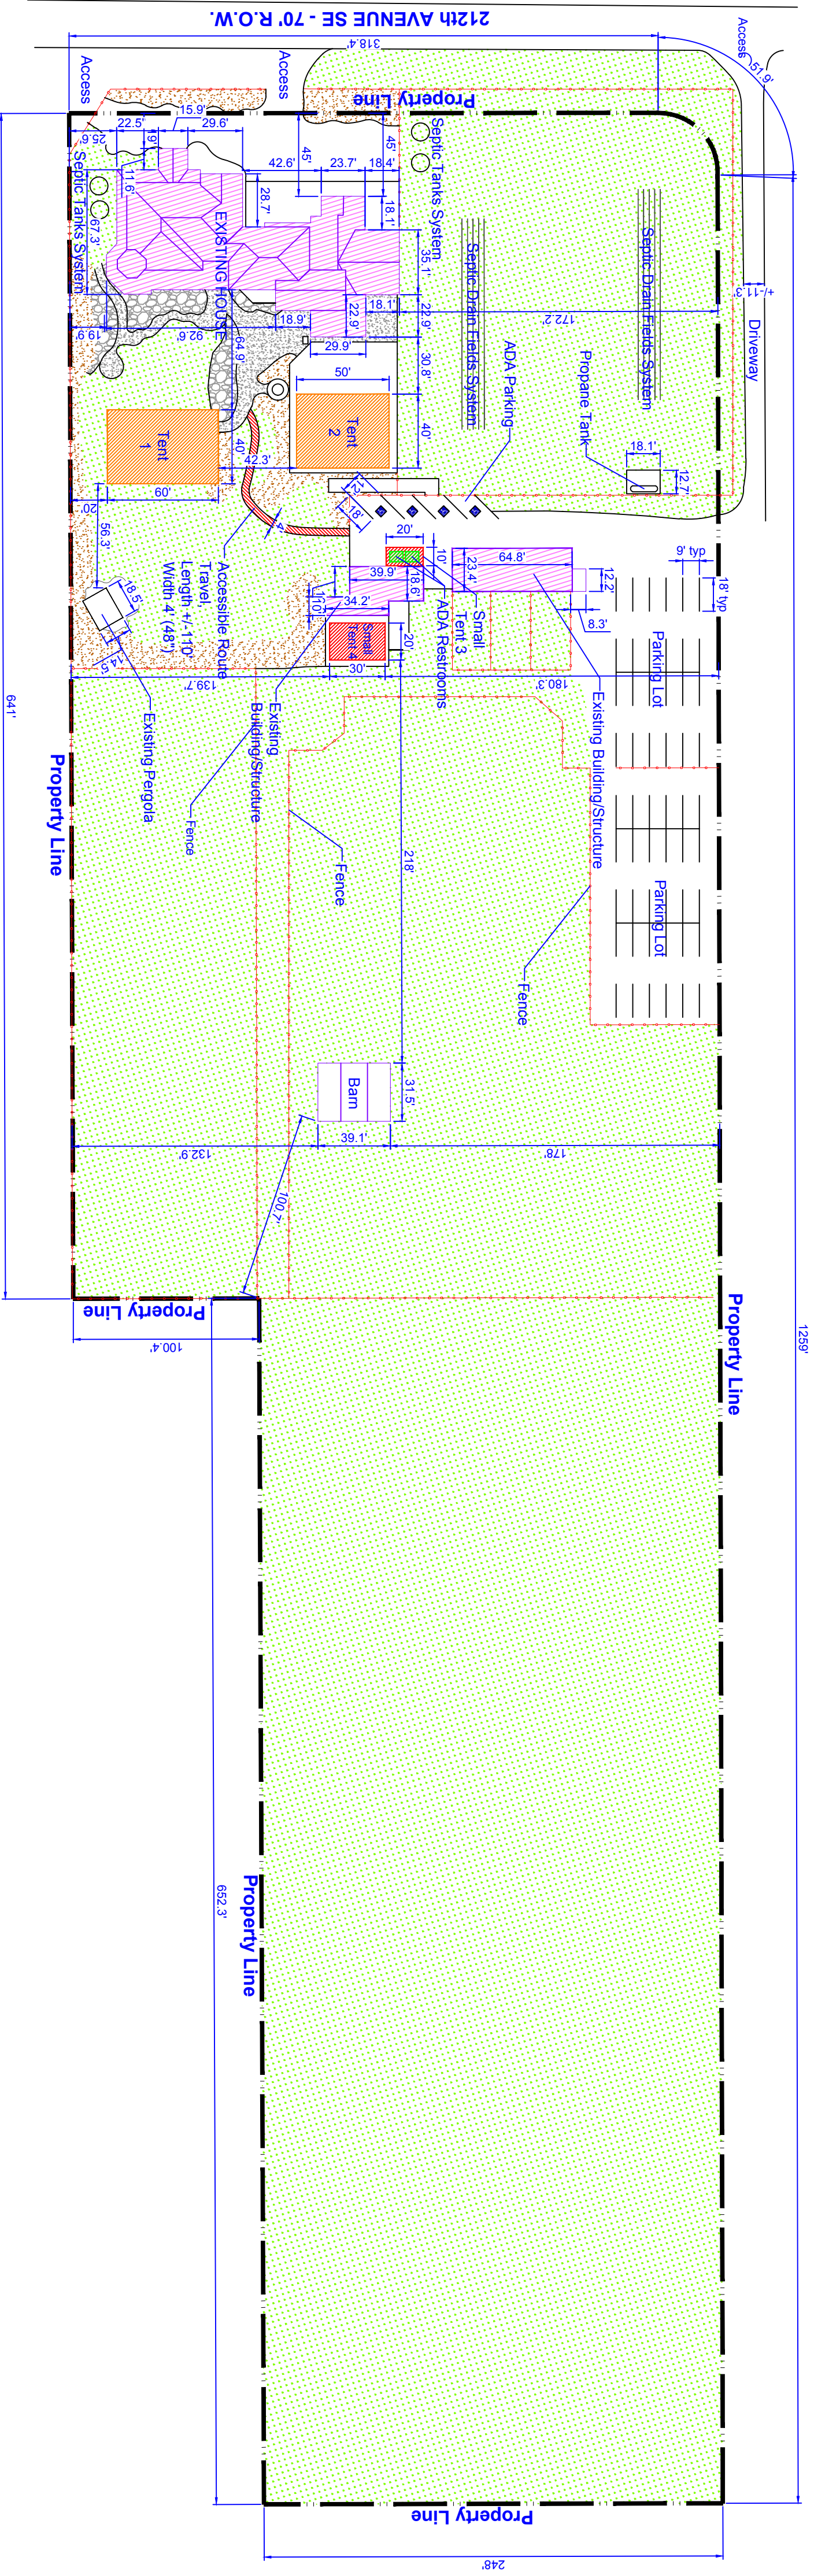 212th AVENUE SE - 70' R.O.W.
318.4'
Access
51.9'
Access
Access
Property Line
15.9'
22.5'
29.6'
25.6'
9'
11.6'
67.3'
28.7'
45'
42.6'
23.7'
18.4'
45'
18.1'
35.1'
Septic Tanks System
Septic Tanks System
EXISTING HOUSE
22.9'
18.1'
22.9'
18.9'
29.9'
92.6'
19.9'
64.9'
30.8'
172.2'
Septic Drain Fields System
Septic Drain Fields System
+/-11.3'
Driveway
Propane Tank
ADA Parking
18.1'
12.7'
50'
Tent
2
40'
Tent
1
40'
42.3'
60'
20'
56.3'
12'
18'
4'
18.5'
14.5'
Accessible Route
Travel,
Length +/-110'
Width 4' (48")
20'
10'
39.9'
18.6'
34.2'
11'
10'
Small
Tent 4
20'
30'
ADA Restrooms
Small
Tent 3
64.8'
23.4'
12.2'
8.3'
9' typ
18' typ
Parking Lot
Parking Lot
139.7'
180.3'
Existing Pergola
Fence
Existing
Building/Structure
Existing Building/Structure
Fence
Fence
218'
641'
Property Line
Barn
31.5'
39.1'
132.9'
178'
100.7'
Property Line
100.4'
Property Line
1259'
Property Line
652.3'
Property Line
248'